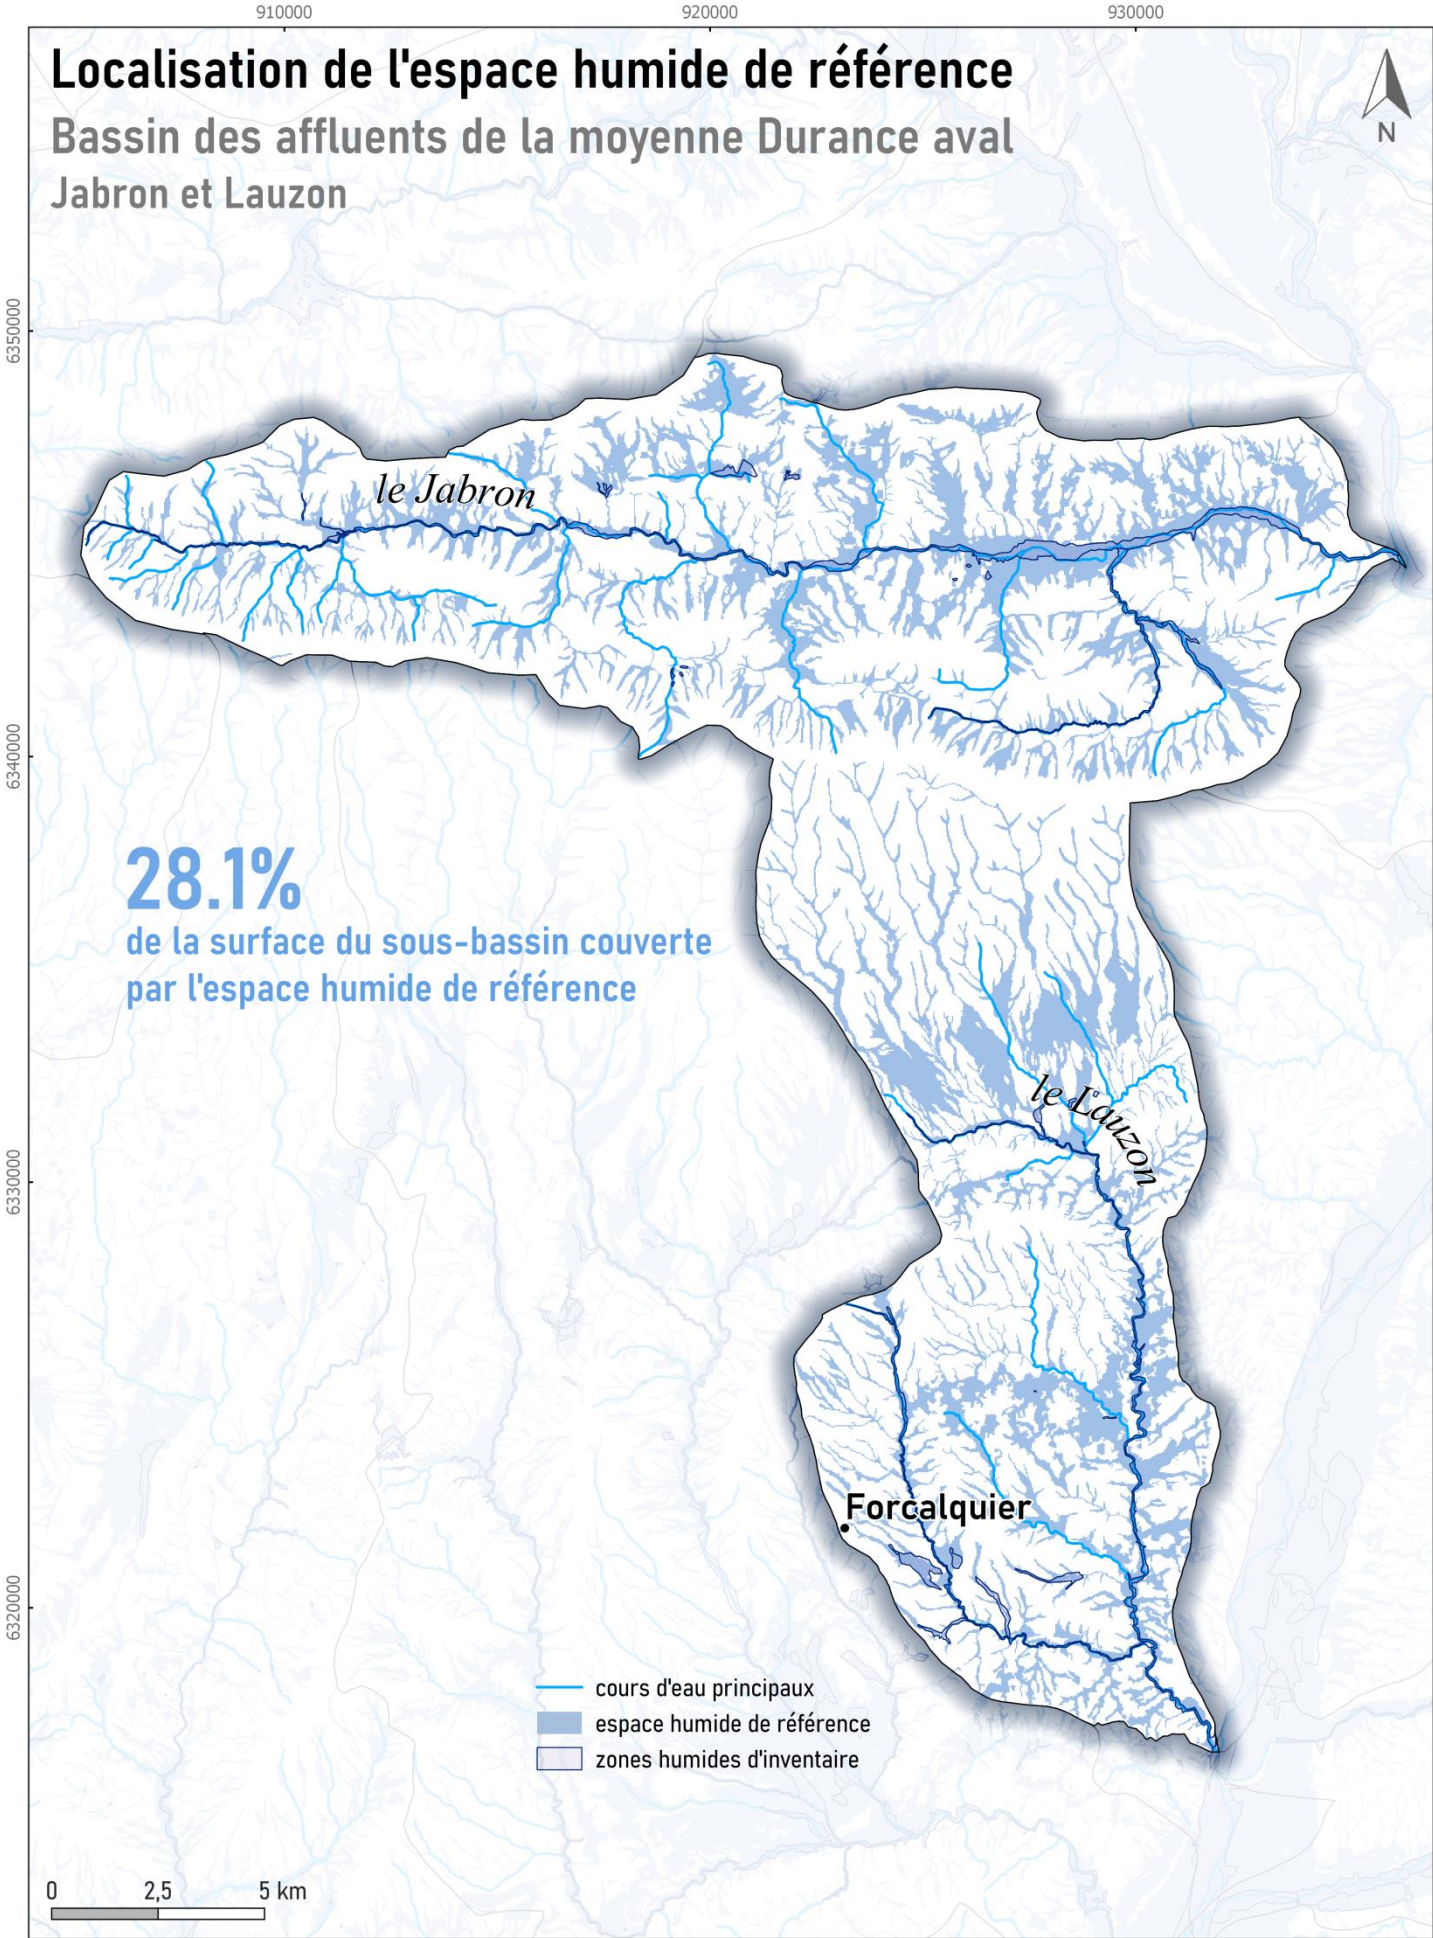 910000
920000
930000
Localisation de l'espace humide de référence
Bassin des affluents de la moyenne Durance aval
Jabron et Lauzon
N
6350000
le Jabron
6340000
28.1%
de la surface du sous-bassin couverte
par l'espace humide de référence
le Lauzon
6330000
Forcalquier
6320000
cours d'eau principaux
espace humide de référence
zones humides d'inventaire
0 2,5 5 km